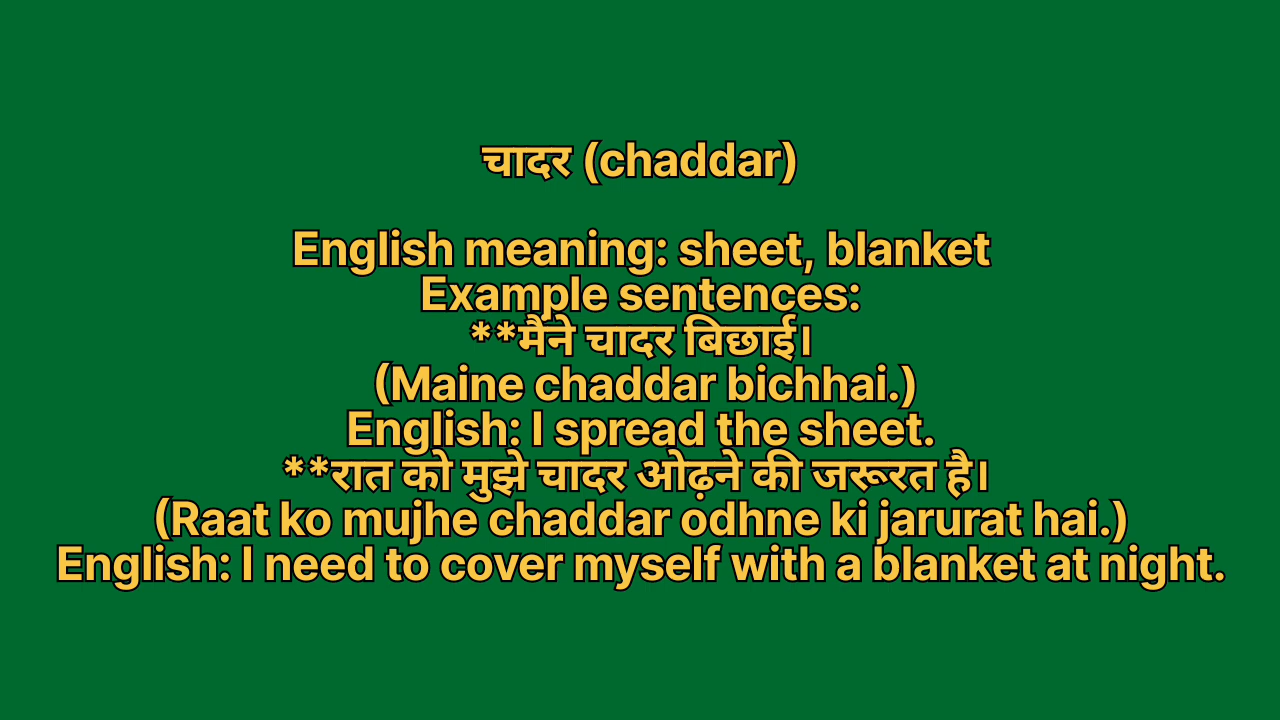 चादर (chaddar)
English meaning: sheet, blanket
Example sentences:
**मैंने चादर बिछाई।
(Maine chaddar bichhai.)
English: I spread the sheet.
**रात को मुझे चादर ओढ़ने की जरूरत है।
(Raat ko mujhe chaddar odhne ki jarurat hai.)
English: I need to cover myself with a blanket at night.